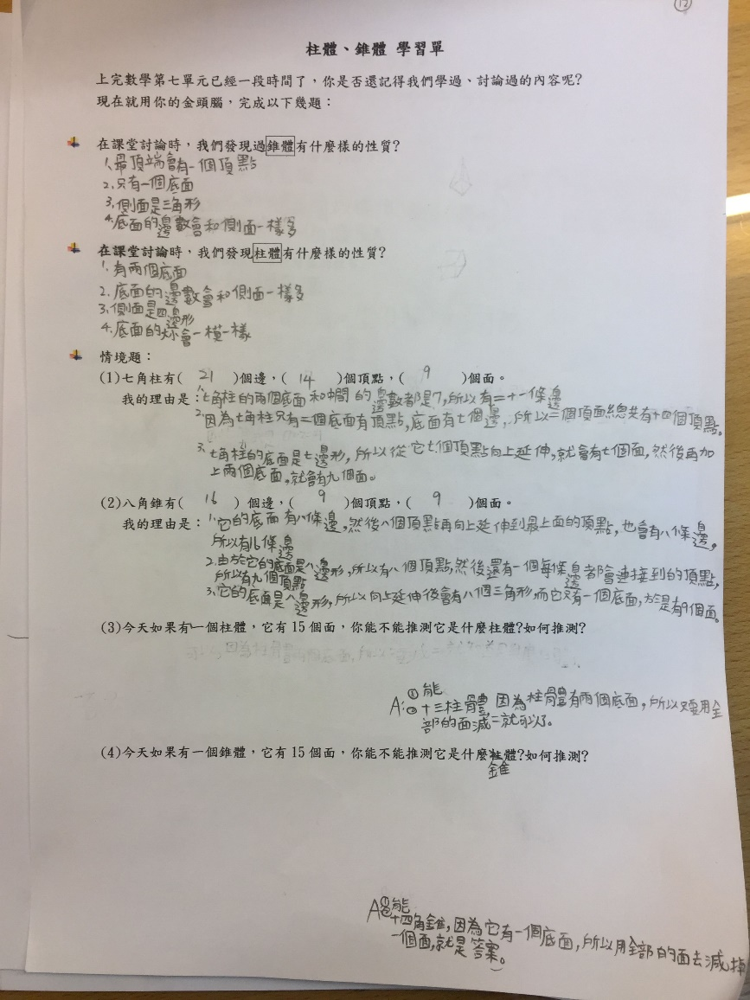 12
柱體、錐體 學習單
上完數學第七單元已經一段時間了，你是否還記得我們學過、討論過的內容呢？
現在就用你的金頭腦，完成以下幾題：
在課堂討論時，我們發現過錐體有什麼樣的性質？
1.最頂端會有一個頂點
2.只有一個底面
3.側面是三角形
4.底面的邊數會和側面一樣多
在課堂討論時，我們發現柱體有什麼樣的性質？
1.有兩個底面
2.底面的邊數會和側面一樣多
3.側面是四邊形
4.底面的 會一模一樣
情境題：
(1)七角柱有( 21 )個邊，( 14 )個頂點，( 9 )個面。
我的理由是：1.七角柱的兩個底面和中間的邊數都是7，所以有二十一條邊
2.因為七角柱只有二個底面有頂點，底面有七個邊，所以二個頂面總共有十四個頂點。
3.七角柱的底面是七邊形，所以從它七個頂點向上延伸，就會有七個面，然後再加
上兩個底面，就會有九個面。
(2)八角錐有( 16 )個邊，( 9 )個頂點，( 9 )個面。
我的理由是：1.它的底面有八條邊，然後八個頂點再向上延伸到最上面的頂點，也會有八條邊，
所以有16條邊
2.由於它的底面是八邊形，所以有八個頂點，然後還有一個每條邊都會連接到的頂點，
所以有九個頂點
3.它的底面是八邊形，所以向上延伸後會有八個三角形，而它只有一個底面，於是有9個面。
(3)今天如果有一個柱體，它有15個面，你能不能推測它是什麼柱體？如何推測？
A：①能
②十三柱體 因為柱體有兩個底面，所以只要用全
部的面減二就可以了。
(4)今天如果有一個錐體，它有15個面，你能不能推測它是什麼柱體？如何推測？
錐
A①能
②十四角錐，因為它有一個底面，所以用全部的面去減掉
一個面，就是答案。